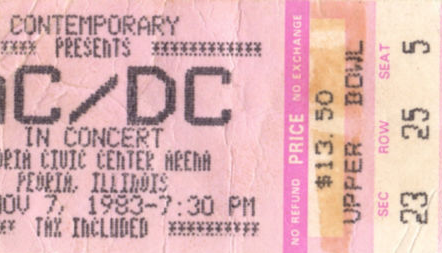 CONTEMPORARY
**** PRESENTS ************
C/DC
IN CONCERT
ORIA CIVIC CENTER ARENA
PEORIA, ILLINOIS
NOV 7, 1983-7:30 PM
** TAX INCLUDED **********
NO REFUND PRICE NO EXCHANGE
$13.50
UPPER BOWL
SEC ROW SEAT
23 25 5